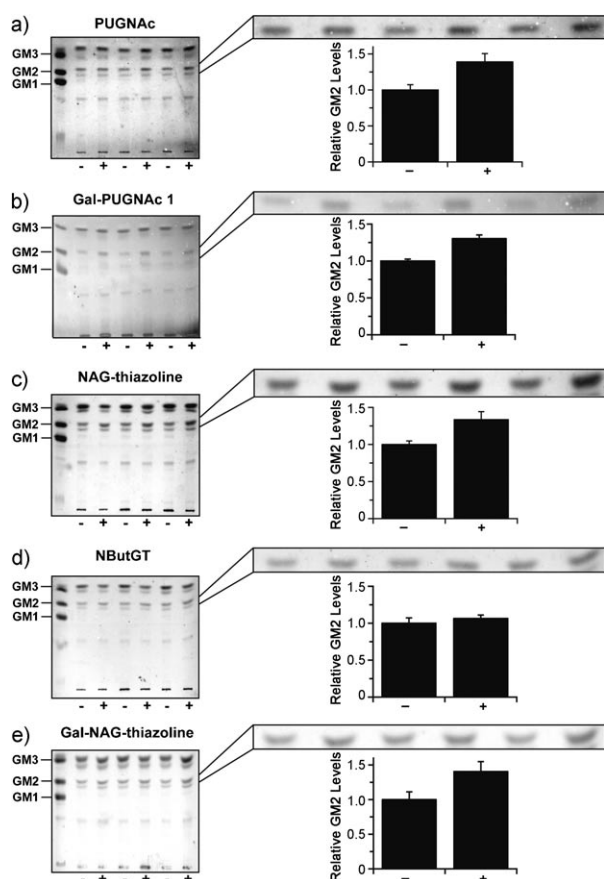 a) PUGNAc
GM3
GM2
GM1
- + - + - +
Relative GM2 Levels
1.5
1.0
0.5
0
− +
b) Gal-PUGNAc 1
GM3
GM2
GM1
- + - + - +
Relative GM2 Levels
1.5
1.0
0.5
0
− +
c) NAG-thiazoline
GM3
GM2
GM1
- + - + - +
Relative GM2 Levels
1.5
1.0
0.5
0
− +
d) NButGT
GM3
GM2
GM1
- + - + - +
Relative GM2 Levels
1.5
1.0
0.5
0
− +
e) Gal-NAG-thiazoline
GM3
GM2
GM1
- + - + - +
Relative GM2 Levels
1.5
1.0
0.5
0
− +